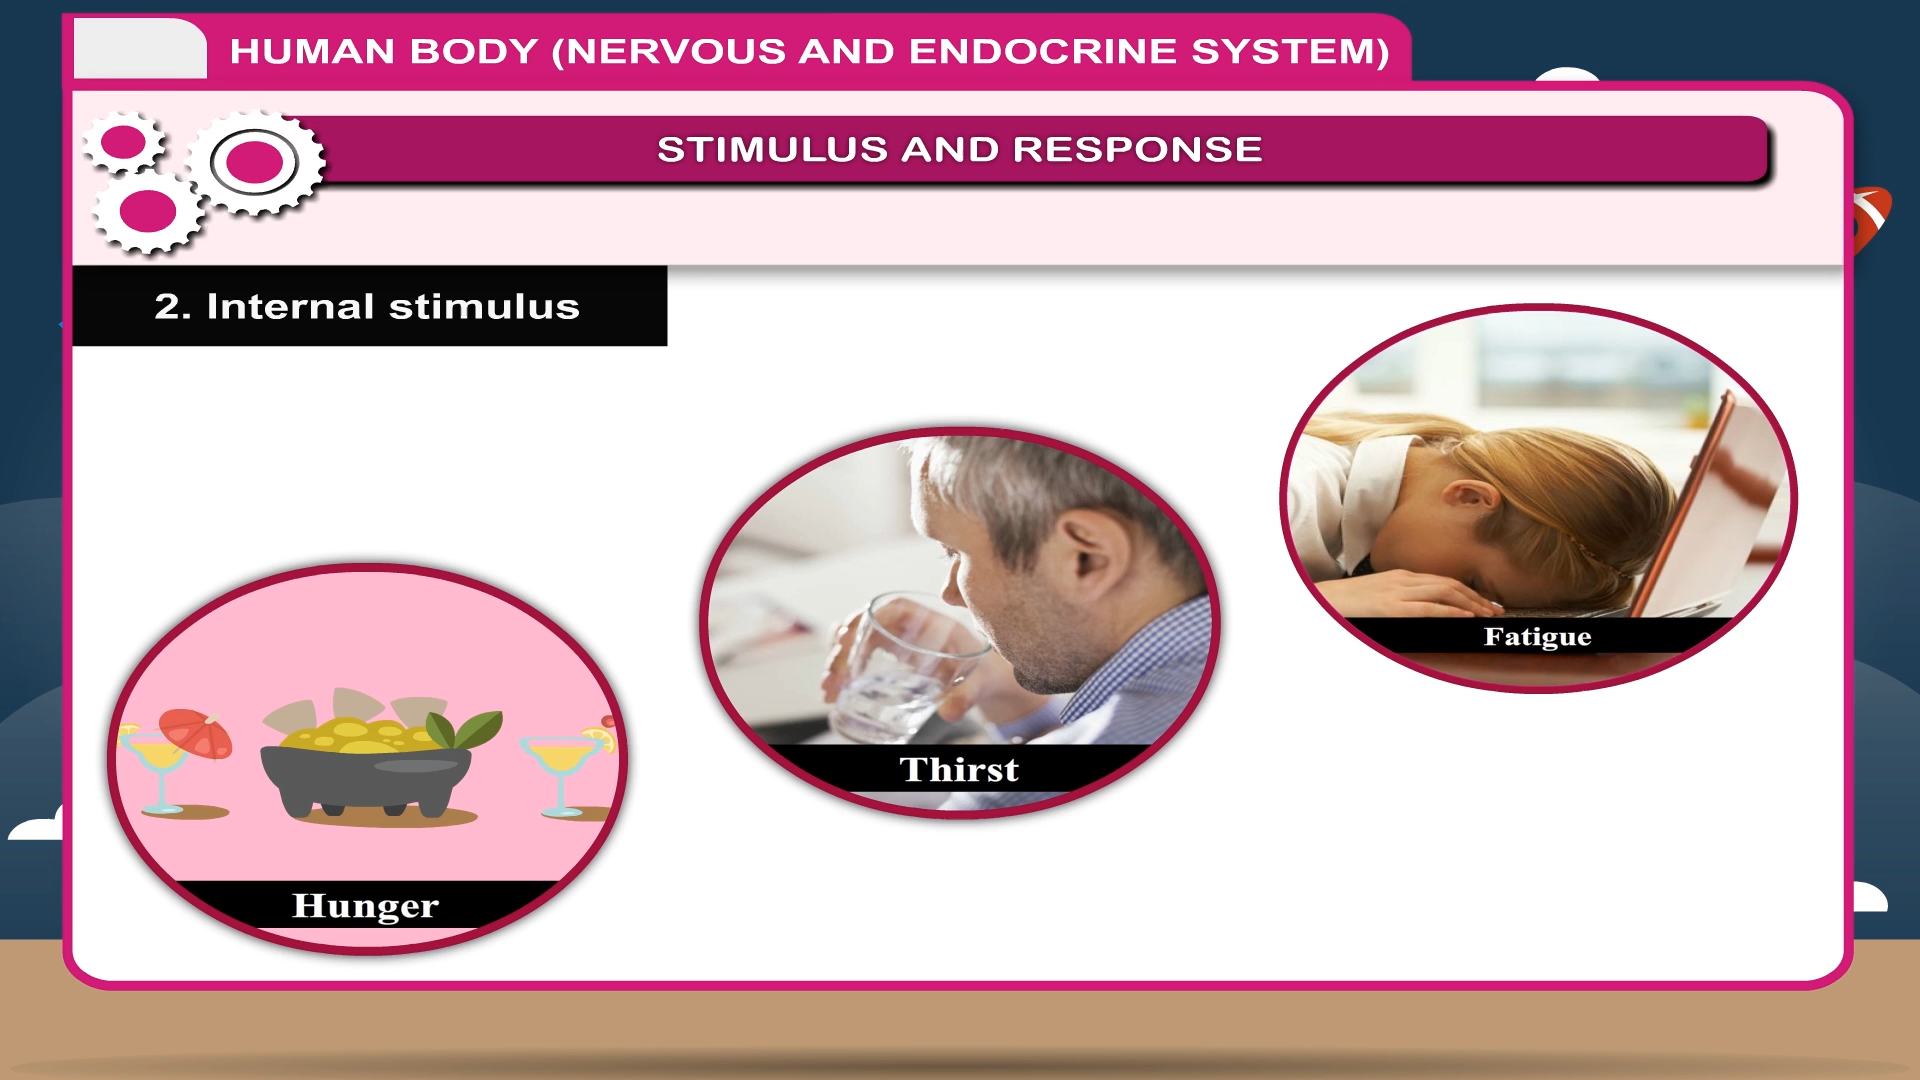 HUMAN BODY (NERVOUS AND ENDOCRINE SYSTEM)
STIMULUS AND RESPONSE
2. Internal stimulus
Hunger
Thirst
Fatigue